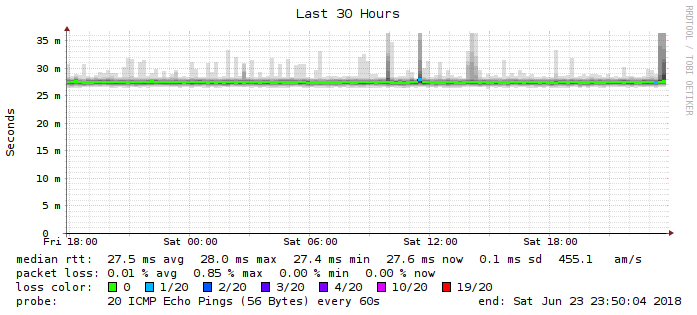 Last 30 Hours
RRDTOOL / TOBI OETIKER
Seconds
35 m
30 m
25 m
20 m
15 m
10 m
5 m
0
Fri 18:00 Sat 00:00 Sat 06:00 Sat 12:00 Sat 18:00
median rtt: 27.5 ms avg 28.0 ms max 27.4 ms min 27.6 ms now 0.1 ms sd 455.1 am/s
packet loss: 0.01 % avg 0.85 % max 0.00 % min 0.00 % now
loss color: 0 1/20 2/20 3/20 4/20 10/20 19/20
probe: 20 ICMP Echo Pings (56 Bytes) every 60s end: Sat Jun 23 23:50:04 2018